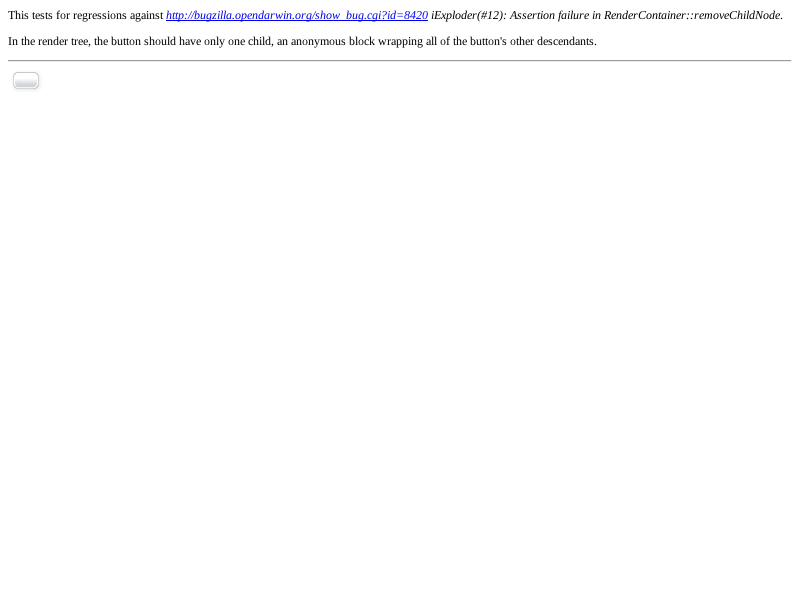 This tests for regressions against http://bugzilla.opendarwin.org/show_bug.cgi?id=8420 iExploder(#12): Assertion failure in RenderContainer::removeChildNode.
In the render tree, the button should have only one child, an anonymous block wrapping all of the button's other descendants.